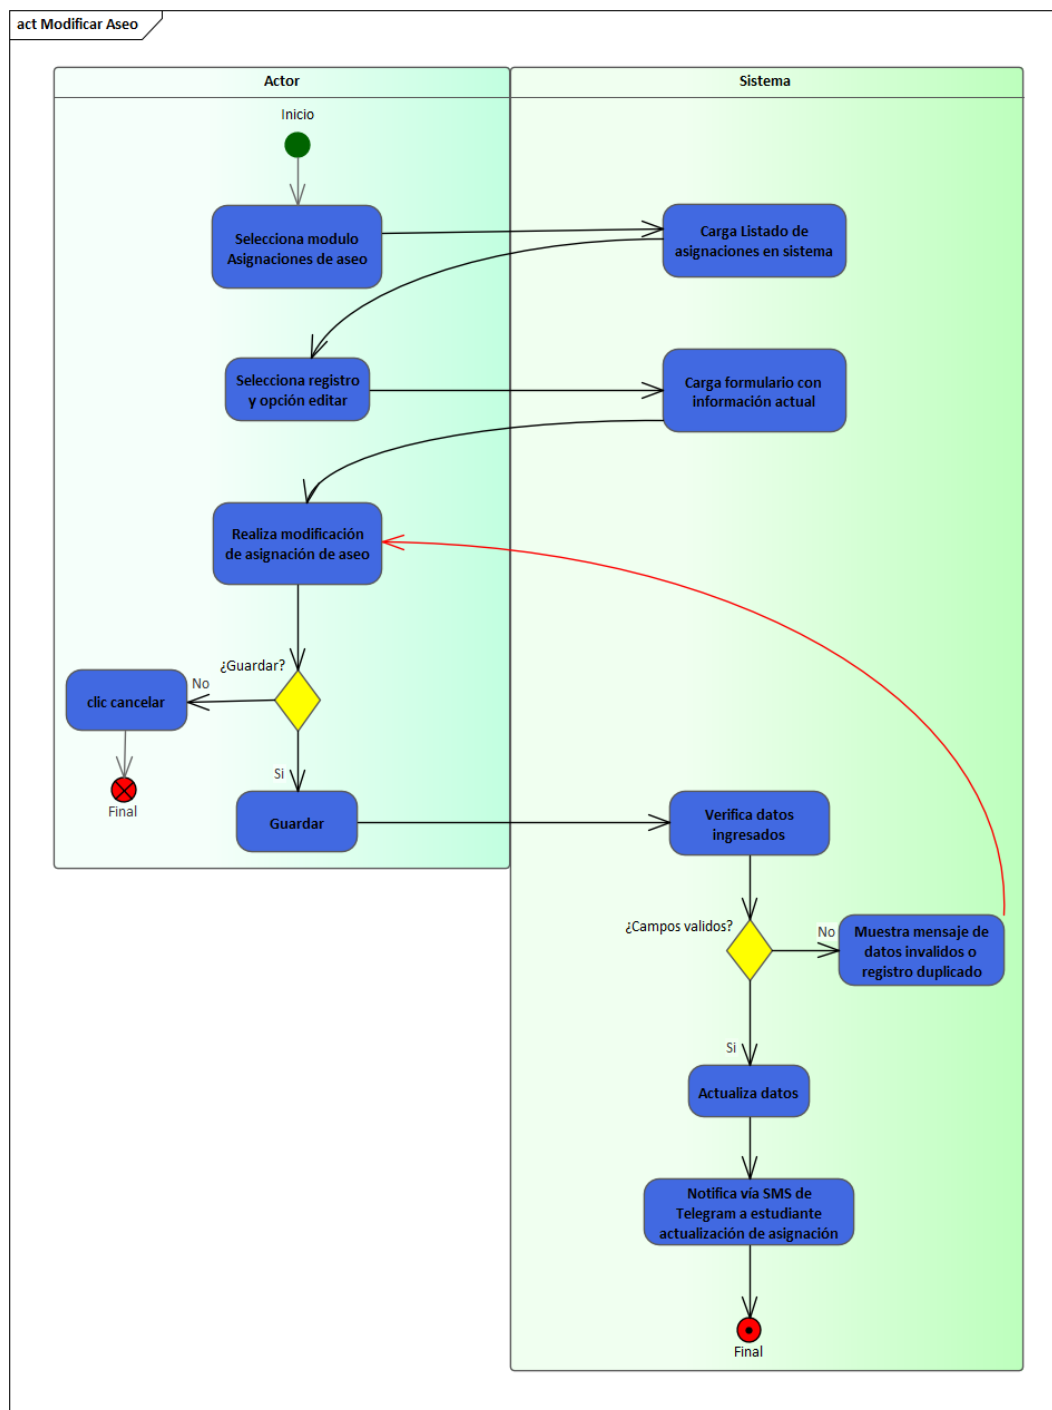 act Modificar Aseo
Actor
Sistema
Inicio
Selecciona modulo
Asignaciones de aseo
Carga Listado de
asignaciones en sistema
Selecciona registro
y opción editar
Carga formulario con
información actual
Realiza modificación
de asignación de aseo
¿Guardar?
No
clic cancelar
Final
Si
Guardar
Verifica datos
ingresados
¿Campos validos?
No
Muestra mensaje de
datos invalidos o
registro duplicado
Si
Actualiza datos
Notifica vía SMS de
Telegram a estudiante
actualización de asignación
Final